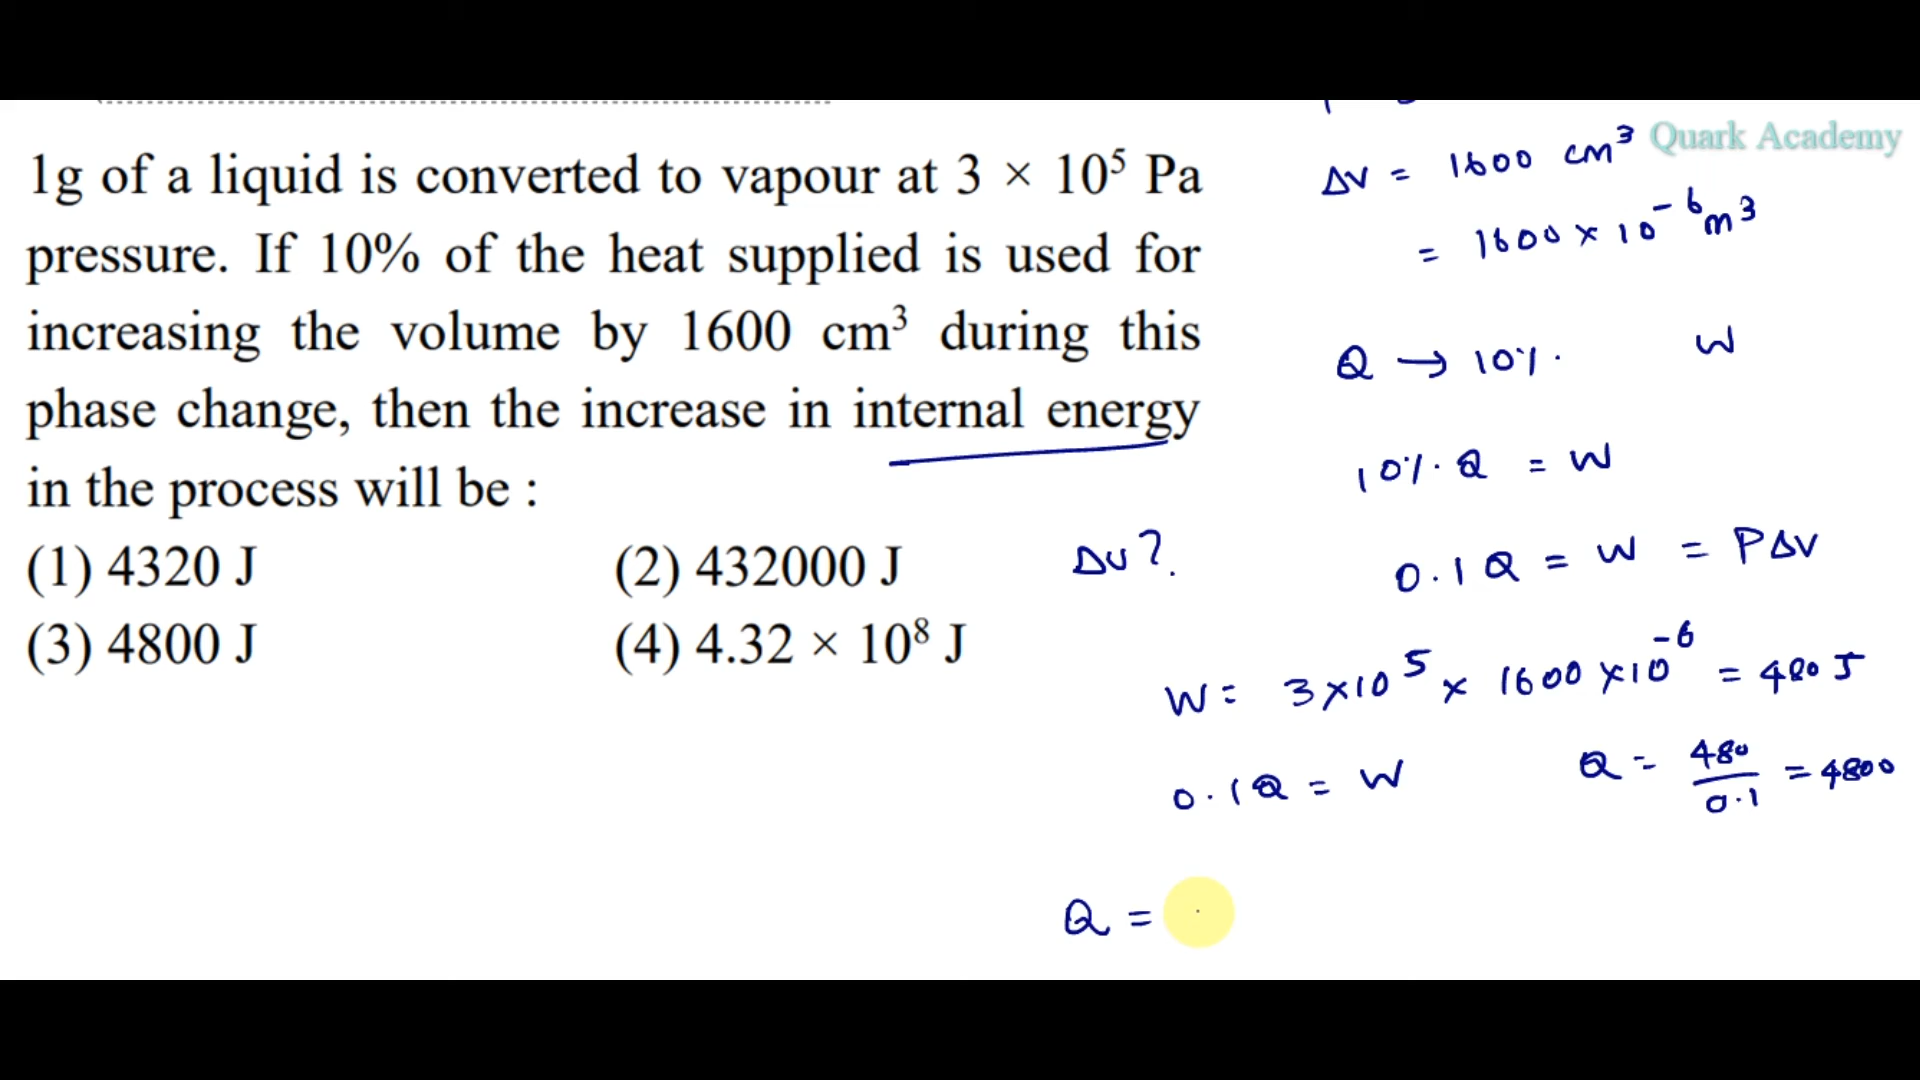 Quark Academy
1g of a liquid is converted to vapour at 3 × 10⁵ Pa
pressure. If 10% of the heat supplied is used for
increasing the volume by 1600 cm³ during this
phase change, then the increase in internal energy
in the process will be :
(1) 4320 J (2) 432000 J
(3) 4800 J (4) 4.32 × 10⁸ J
ΔV = 1600 cm³
= 1600 × 10⁻⁶ m³
Q → 10%. W
10%. Q = W
ΔU?
0.1 Q = W = PΔV
W = 3×10⁵ × 1600 ×10⁻⁶ = 480 J
0.1Q = W Q = 480/0.1 = 4800
Q =